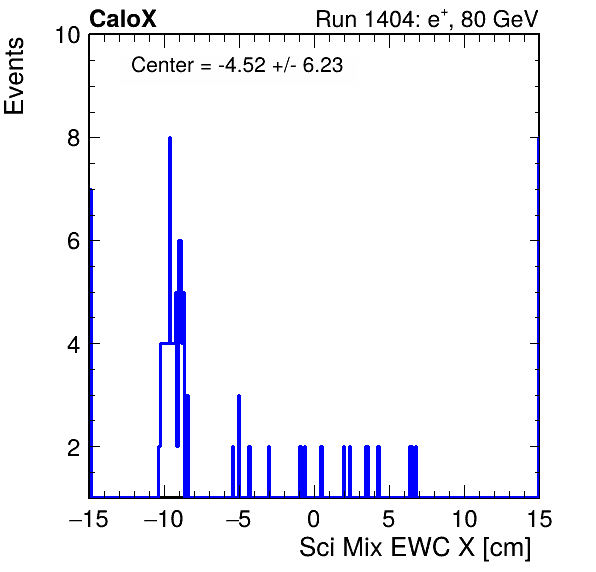 CaloX Run 1404: e⁺, 80 GeV
Center = -4.52 +/- 6.23
Events
10
8
6
4
2
−15 −10 −5 0 5 10 15
Sci Mix EWC X [cm]